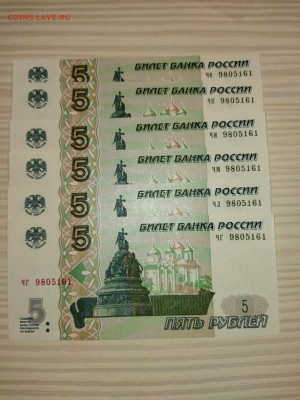 COINS.LAVE.RU
5 БИЛЕТ БАНКА РОССИИ
9805161
5 БИЛЕТ БАНКА РОССИИ
9805161
5 БИЛЕТ БАНКА РОССИИ
чи 9805161
5 БИЛЕТ БАНКА РОССИИ
чм 9805161
5 БИЛЕТ БАНКА РОССИИ
чл 9805161
5 БИЛЕТ БАНКА РОССИИ
чг 9805161
чг 9805161
5
5
ПЯТЬ РУБЛЕЙ